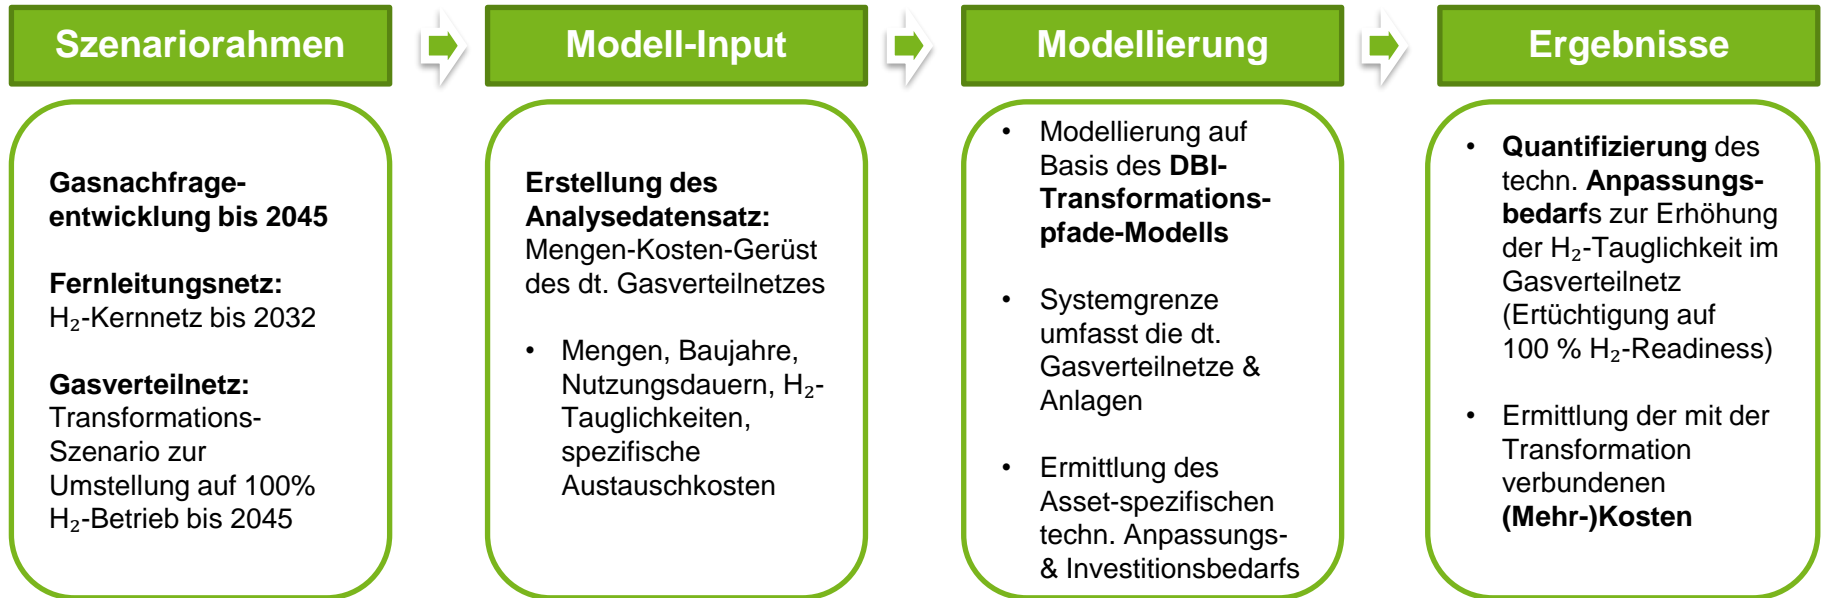 Szenariorahmen
Gasnachfrage-
entwicklung bis 2045
Fernleitungsnetz:
H₂-Kernnetz bis 2032
Gasverteilnetz:
Transformations-
Szenario zur
Umstellung auf 100%
H₂-Betrieb bis 2045
Modell-Input
Erstellung des
Analysedatensatz:
Mengen-Kosten-Gerüst
des dt. Gasverteilnetzes
• Mengen, Baujahre,
Nutzungsdauern, H₂-
Tauglichkeiten,
spezifische
Austauschkosten
Modellierung
• Modellierung auf
Basis des DBI-
Transformations-
pfade-Modells
• Systemgrenze
umfasst die dt.
Gasverteilnetze &
Anlagen
• Ermittlung des
Asset-spezifischen
techn. Anpassungs-
& Investitionsbedarfs
Ergebnisse
• Quantifizierung des
techn. Anpassungs-
bedarfs zur Erhöhung
der H₂-Tauglichkeit im
Gasverteilnetz
(Ertüchtigung auf
100 % H₂-Readiness)
• Ermittlung der mit der
Transformation
verbundenen
(Mehr-)Kosten